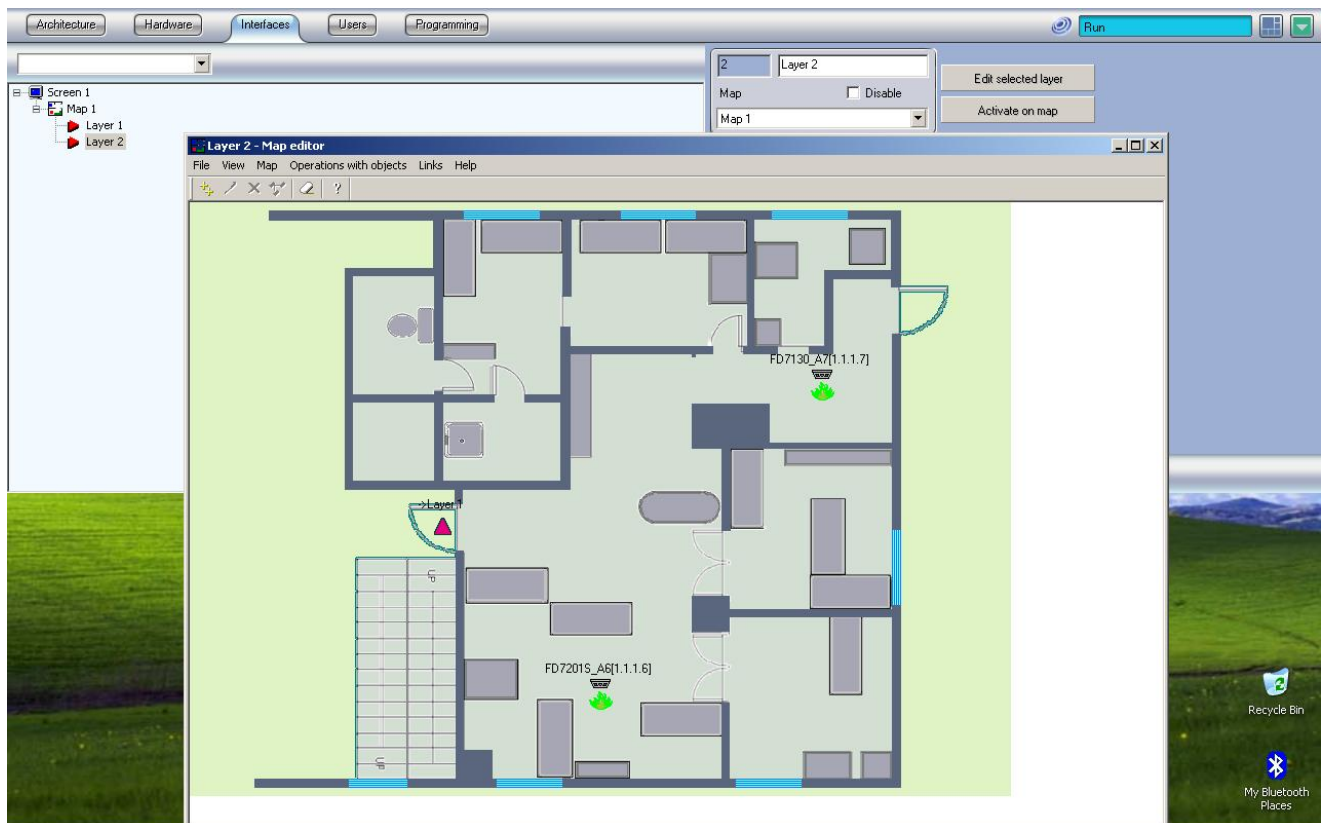 Architecture
Hardware
Interfaces
Users
Programming
Run
2
Layer 2
Map
Disable
Map 1
Edit selected layer
Activate on map
Screen 1
Map 1
Layer 1
Layer 2
Layer 2 - Map editor
File View Map Operations with objects Links Help
?
FD7130_A7[1.1.1.7]
->Layer 1
UP
FD7201S_A6[1.1.1.6]
UP
Recycle Bin
My Bluetooth
Places